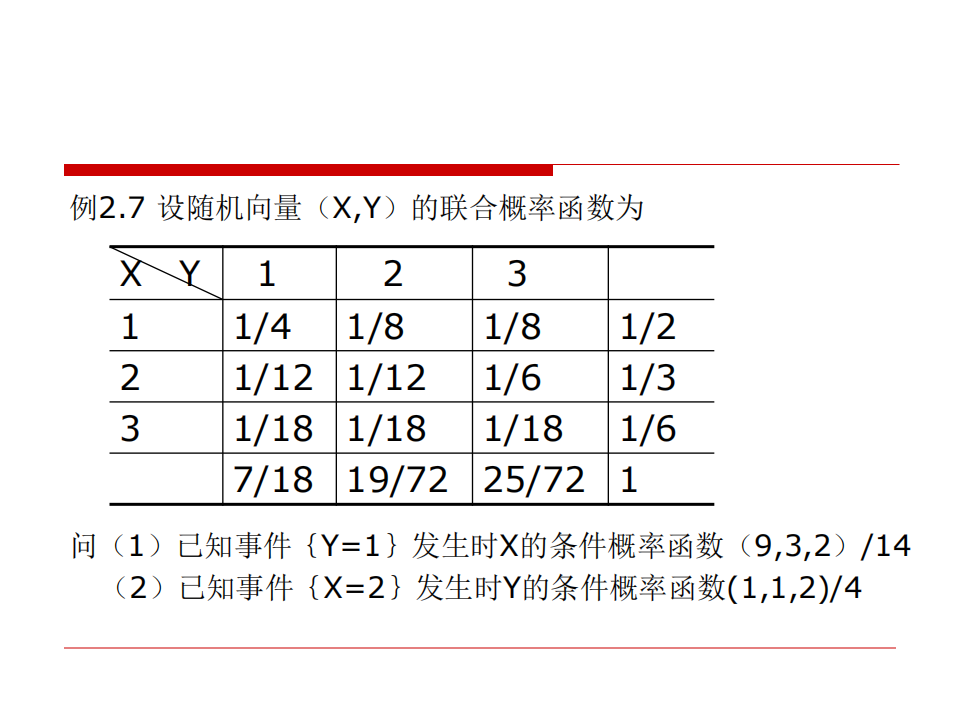 例2.7 设随机向量（X,Y）的联合概率函数为
X Y 1 2 3
1 1/4 1/8 1/8 1/2
2 1/12 1/12 1/6 1/3
3 1/18 1/18 1/18 1/6
7/18 19/72 25/72 1
问（1）已知事件｛Y=1｝发生时X的条件概率函数（9,3,2）/14
（2）已知事件｛X=2｝发生时Y的条件概率函数(1,1,2)/4